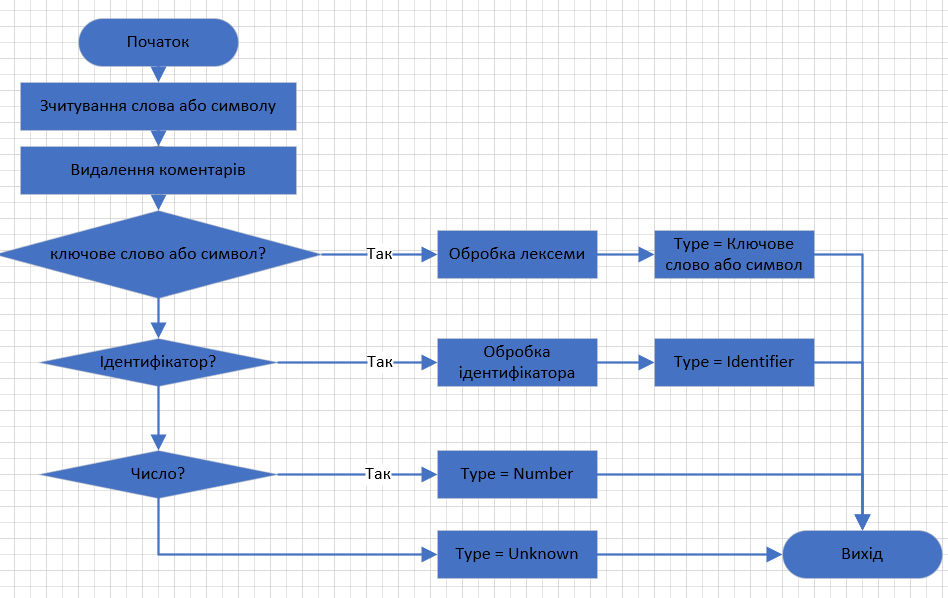 Початок
Зчитування слова або символу
Видалення коментарів
ключове слово або символ?
Так
Обробка лексеми
Type = Ключове
слово або символ
Ідентифікатор?
Так
Обробка
ідентифікатора
Type = Identifier
Число?
Так
Type = Number
Type = Unknown
Вихід